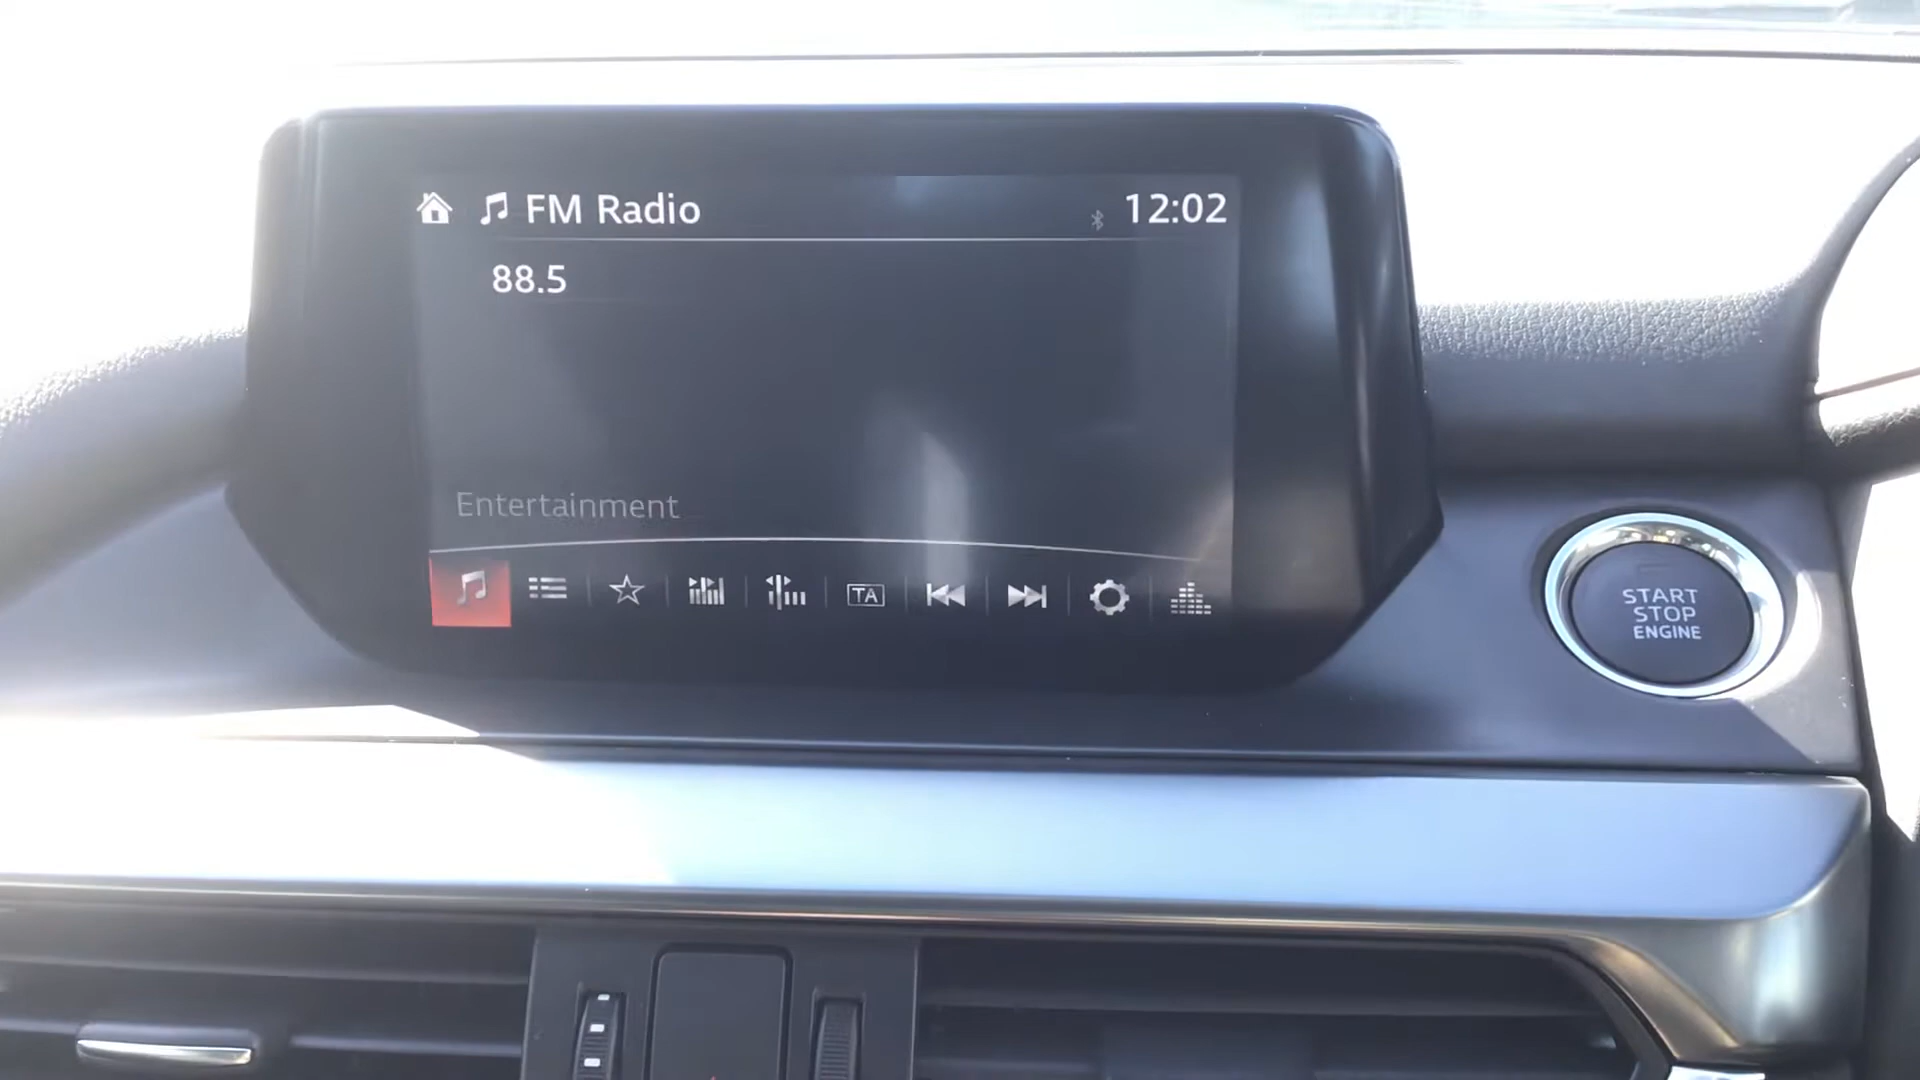 FM Radio 12:02
88.5
Entertainment
TA
START
STOP
ENGINE